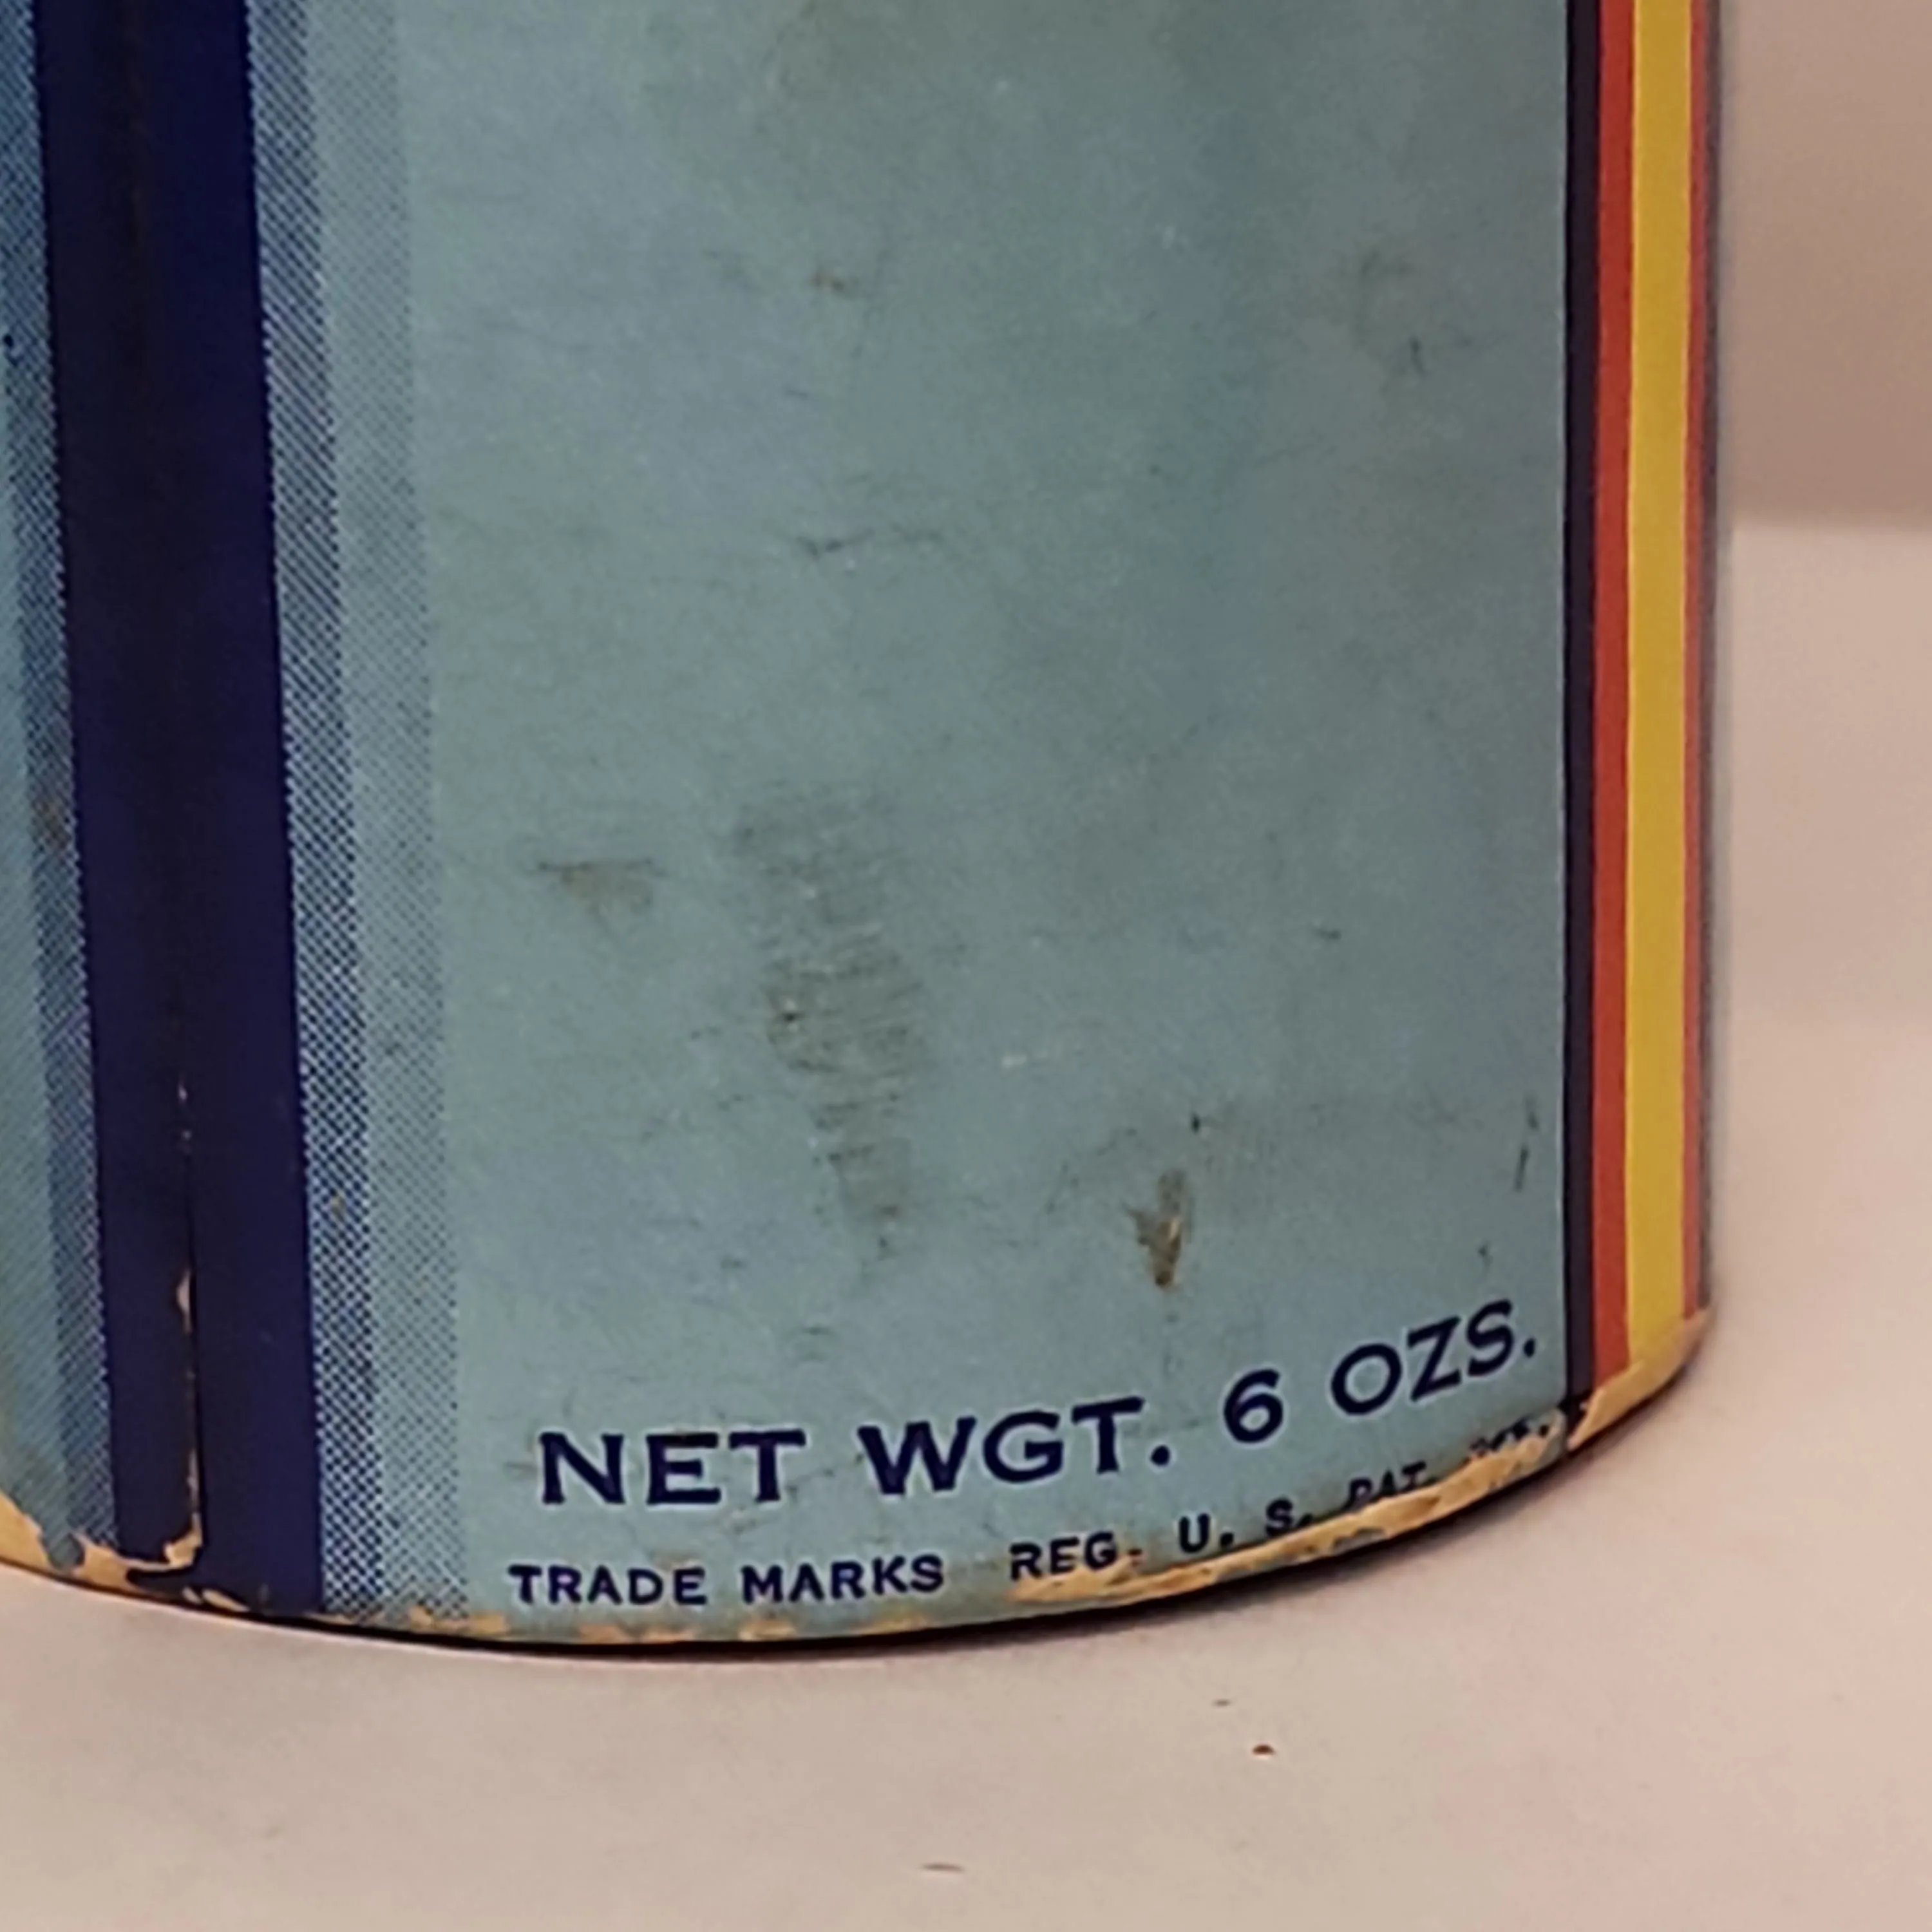 NET WGT. 6 OZS.
TRADE MARKS REG. U. S. PAT.